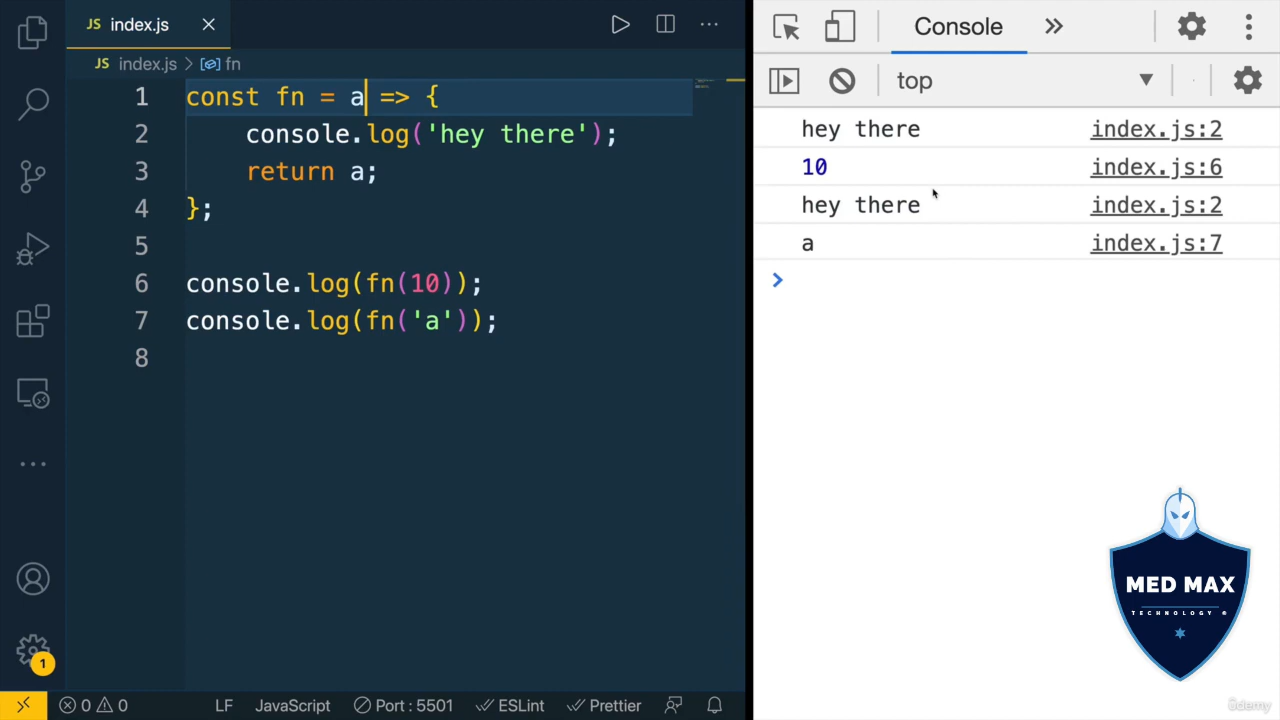 JS index.js
JS index.js > fn
1 const fn = a => {
2 console.log('hey there');
3 return a;
4 };
5
6 console.log(fn(10));
7 console.log(fn('a'));
8
1
0 0 LF JavaScript Port : 5501 ESLint Prettier
Console
top
hey there index.js:2
10 index.js:6
hey there index.js:2
a index.js:7
MED MAX
TECHNOLOGY ®
ûdemy